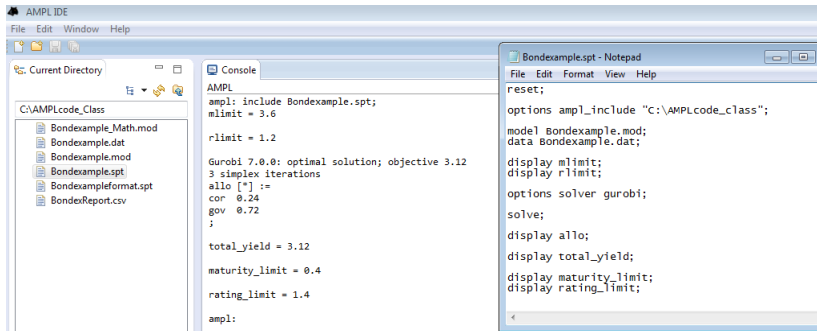 AMPL IDE
File Edit Window Help
Current Directory
C:\AMPLcode_Class
Bondexample_Math.mod
Bondexample.dat
Bondexample.mod
Bondexample.spt
Bondexampleformat.spt
BondexReport.csv
Console
AMPL
ampl: include Bondexample.spt;
mlimit = 3.6
rlimit = 1.2
Gurobi 7.0.0: optimal solution; objective 3.12
3 simplex iterations
allo [*] :=
cor 0.24
gov 0.72
;
total_yield = 3.12
maturity_limit = 0.4
rating_limit = 1.4
ampl:
Bondexample.spt - Notepad
File Edit Format View Help
reset;
options ampl_include "C:\AMPLcode_class";
model Bondexample.mod;
data Bondexample.dat;
display mlimit;
display rlimit;
options solver gurobi;
solve;
display allo;
display total_yield;
display maturity_limit;
display rating_limit;